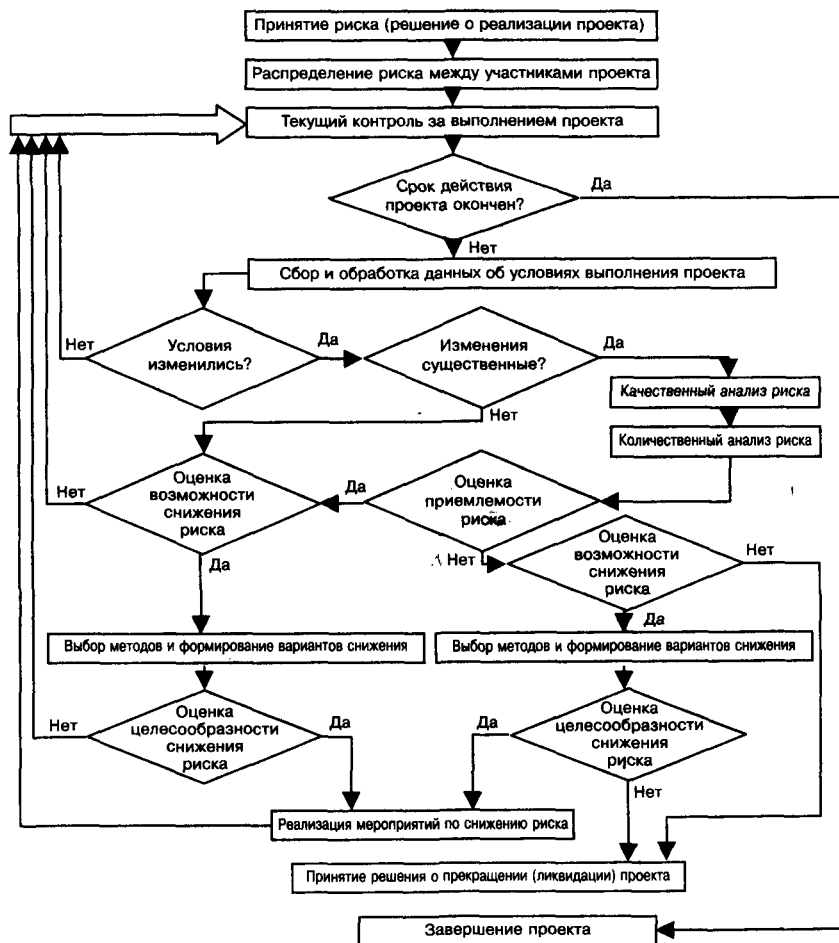 Принятие риска (решение о реализации проекта)
Распределение риска между участниками проекта
Текущий контроль за выполнением проекта
Срок действия
проекта окончен?
Да
Нет
Сбор и обработка данных об условиях выполнения проекта
Нет
Условия
изменились?
Да
Изменения
существенные?
Да
Качественный анализ риска
Нет
Количественный анализ риска
Оценка
возможности
снижения
риска
Нет
Да
Оценка
приемлемости
риска
Да
Нет
Оценка
возможности
снижения
риска
Нет
Да
Выбор методов и формирование вариантов снижения
Выбор методов и формирование вариантов снижения
Нет
Оценка
целесообразности
снижения
риска
Да
Да
Оценка
целесообразности
снижения
риска
Нет
Реализация мероприятий по снижению риска
Принятие решения о прекращении (ликвидации) проекта
Завершение проекта